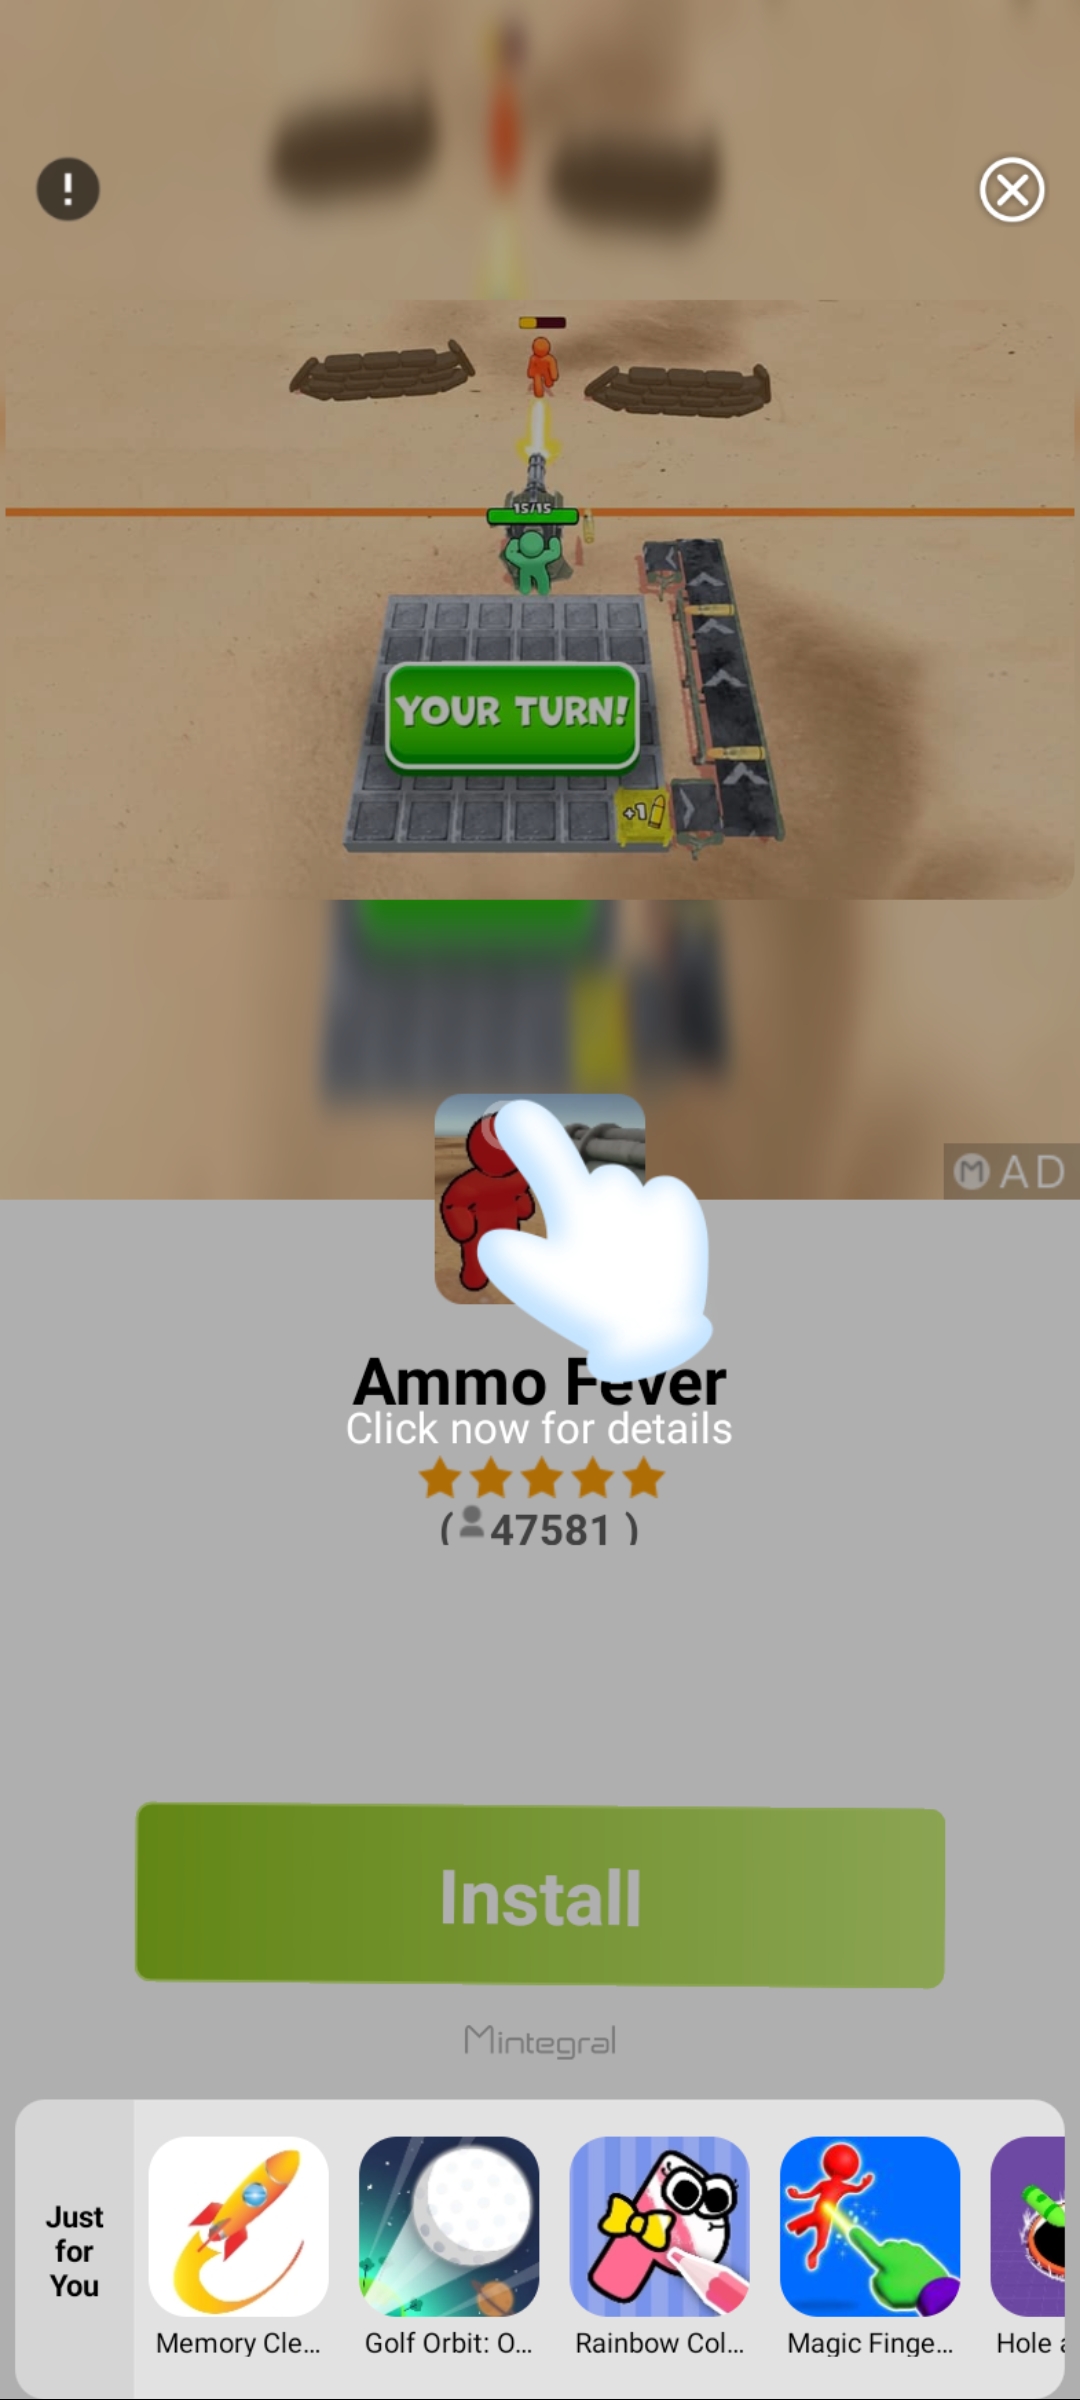 !
15/15
YOUR TURN!
+1
M AD
Ammo Fever
Click now for details
(47581 )
Install
Mintegral
Just
for
You
Memory Cle...
Golf Orbit: O...
Rainbow Col...
Magic Finge...
Hole